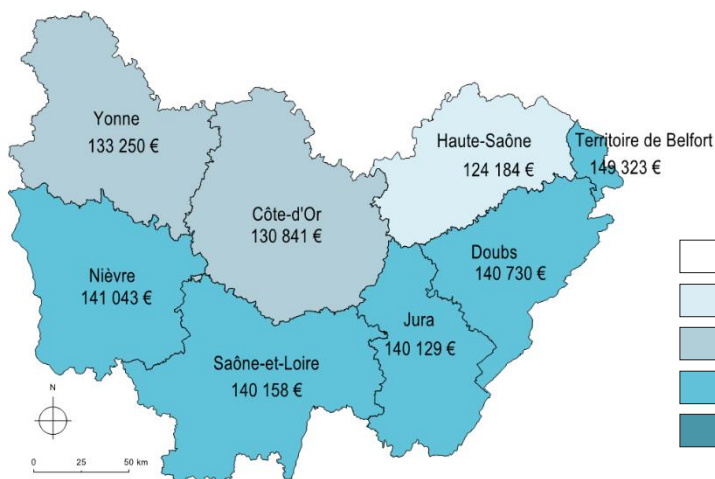 Yonne
133 250 €
Haute-Saône
124 184 €
Territoire de Belfort
149 323 €
Côte-d'Or
130 841 €
Doubs
140 730 €
Nièvre
141 043 €
Jura
140 129 €
Saône-et-Loire
140 158 €
N
0 25 50 km